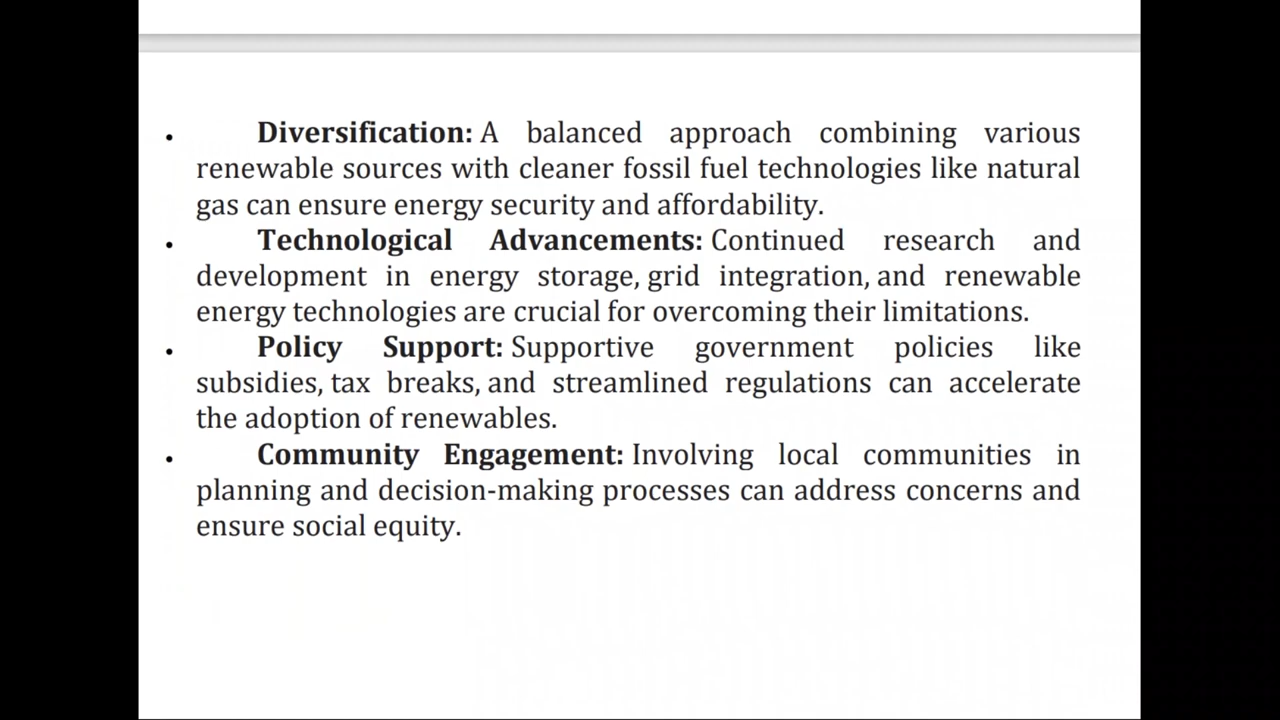 • Diversification: A balanced approach combining various
renewable sources with cleaner fossil fuel technologies like natural
gas can ensure energy security and affordability.
• Technological Advancements: Continued research and
development in energy storage, grid integration, and renewable
energy technologies are crucial for overcoming their limitations.
• Policy Support: Supportive government policies like
subsidies, tax breaks, and streamlined regulations can accelerate
the adoption of renewables.
• Community Engagement: Involving local communities in
planning and decision-making processes can address concerns and
ensure social equity.